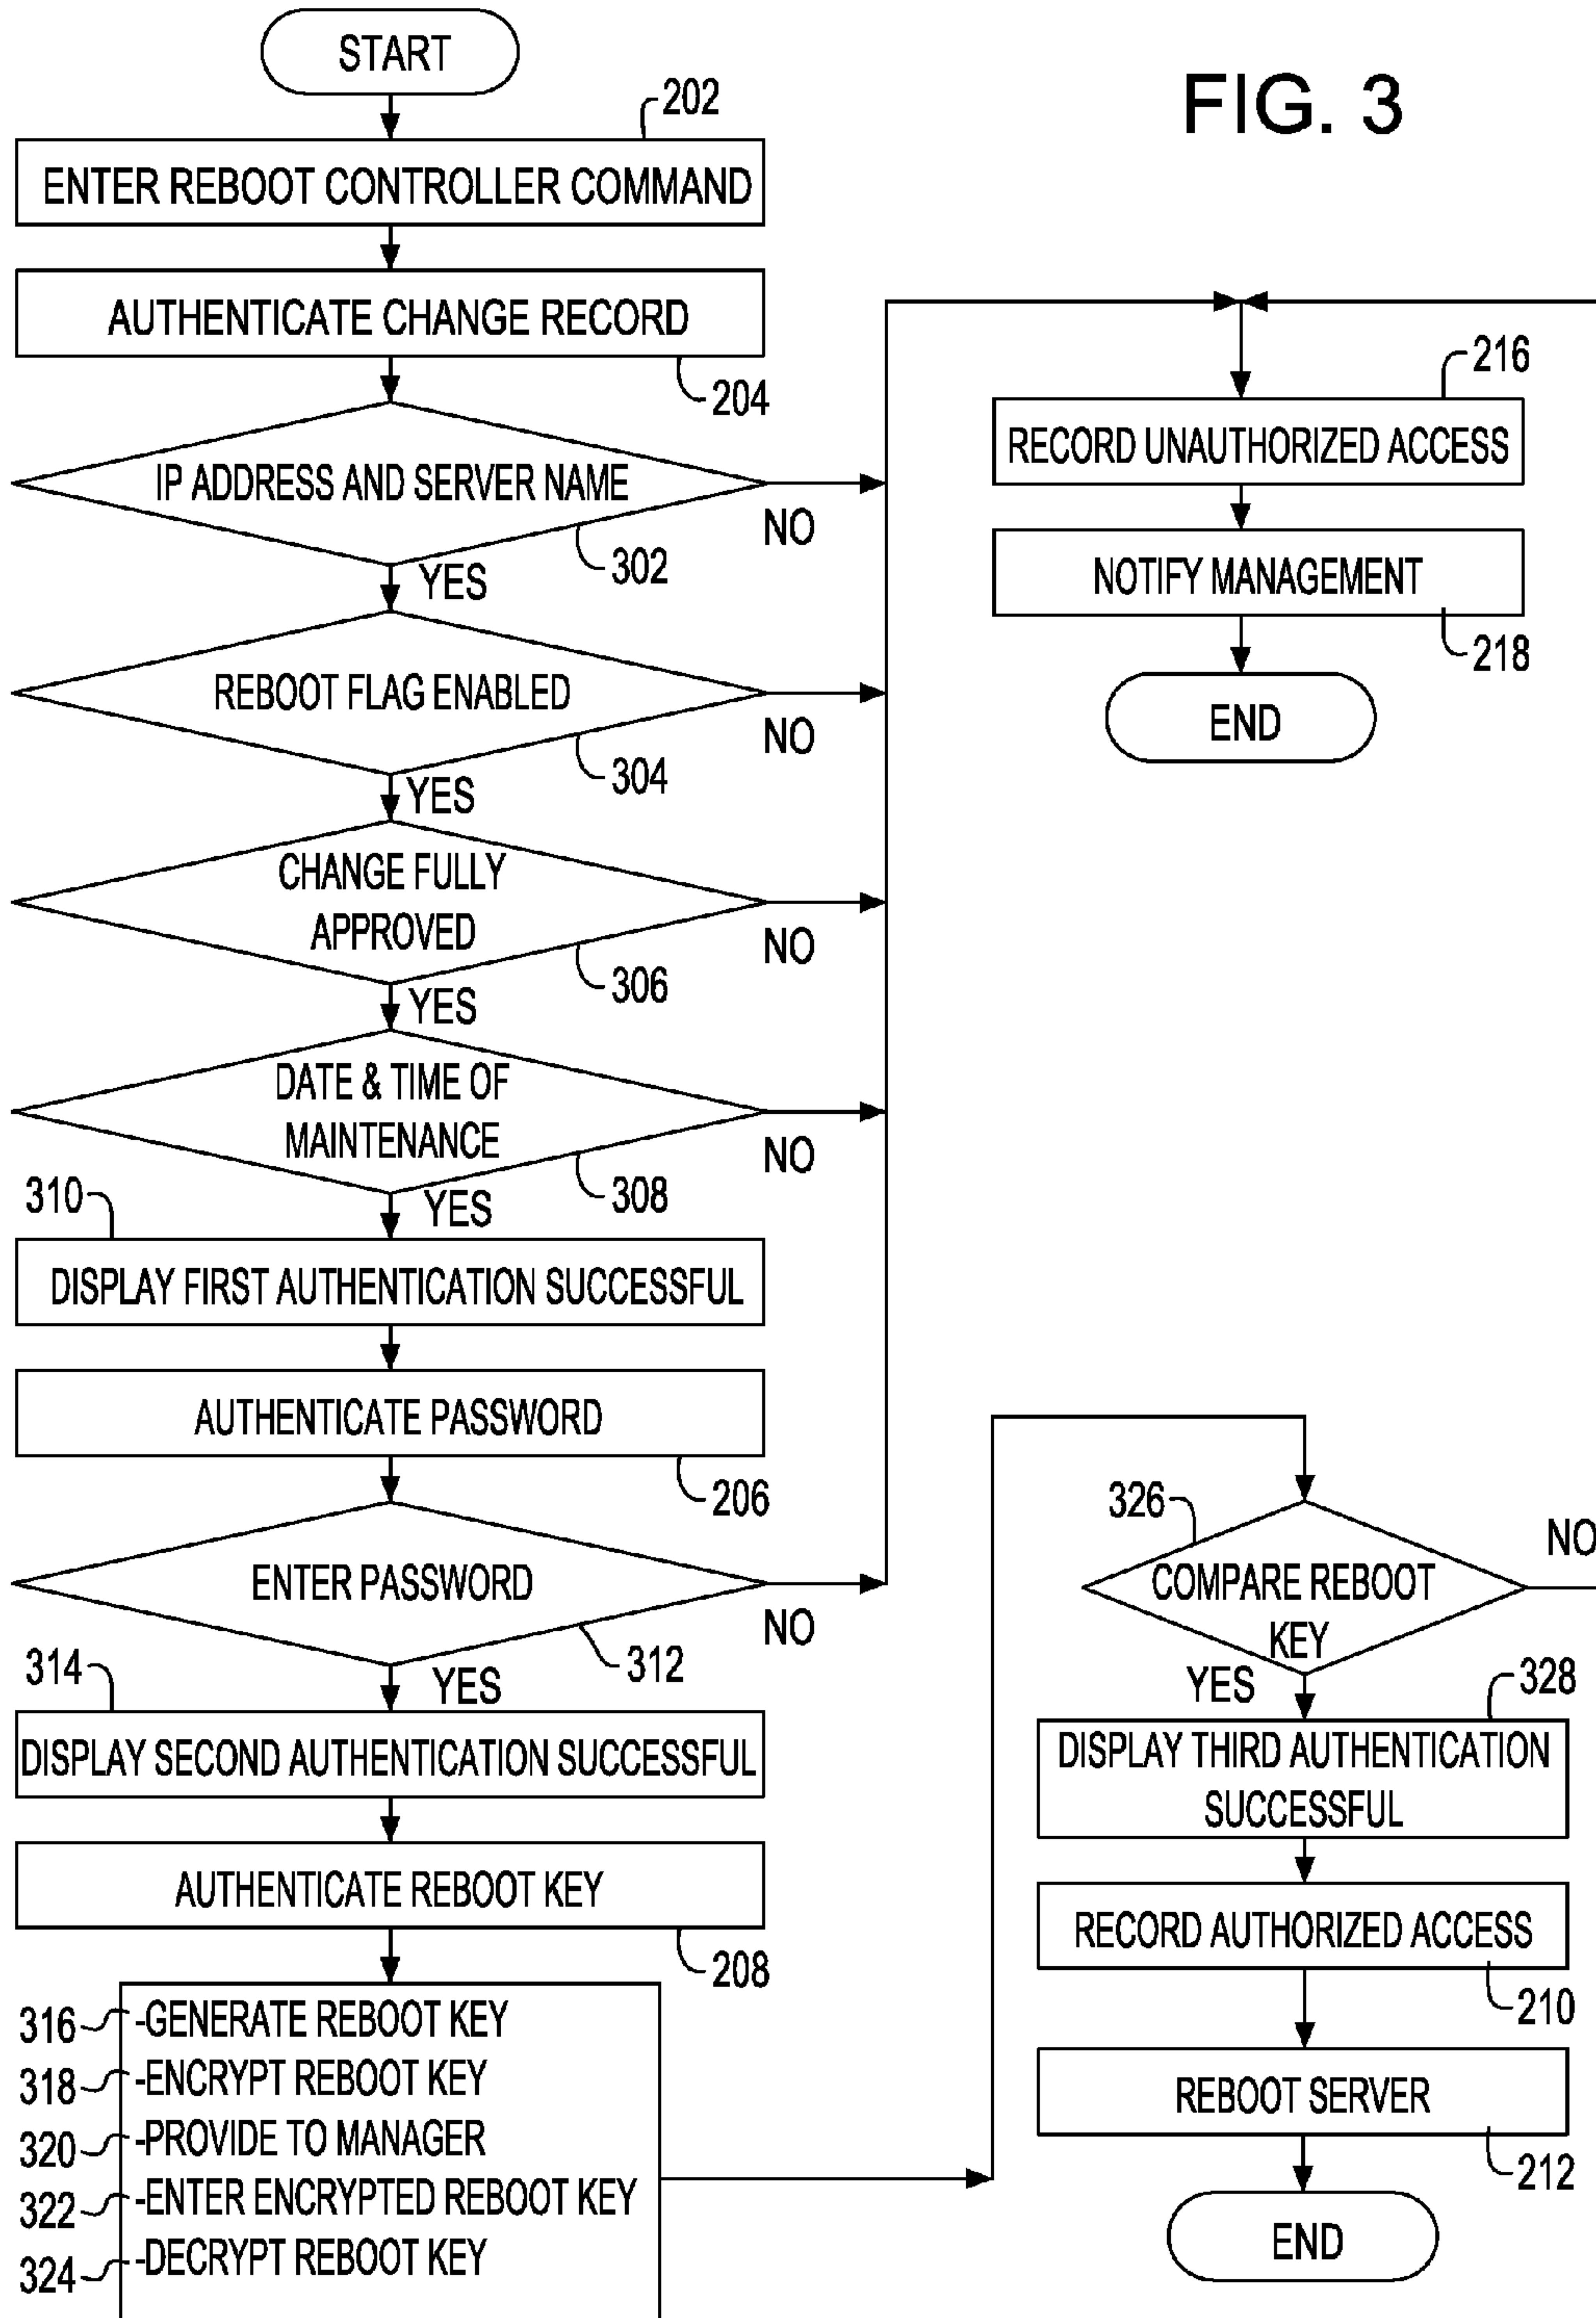 FIG. 3
START
202
ENTER REBOOT CONTROLLER COMMAND
AUTHENTICATE CHANGE RECORD
204
IP ADDRESS AND SERVER NAME
NO
302
YES
REBOOT FLAG ENABLED
NO
304
YES
CHANGE FULLY
APPROVED
NO
306
YES
DATE & TIME OF
MAINTENANCE
NO
308
YES
310
DISPLAY FIRST AUTHENTICATION SUCCESSFUL
AUTHENTICATE PASSWORD
206
ENTER PASSWORD
NO
312
YES
314
DISPLAY SECOND AUTHENTICATION SUCCESSFUL
AUTHENTICATE REBOOT KEY
208
316 -GENERATE REBOOT KEY
318 -ENCRYPT REBOOT KEY
320 -PROVIDE TO MANAGER
322 -ENTER ENCRYPTED REBOOT KEY
324 -DECRYPT REBOOT KEY
216
RECORD UNAUTHORIZED ACCESS
NOTIFY MANAGEMENT
218
END
326
NO
COMPARE REBOOT
KEY
YES
328
DISPLAY THIRD AUTHENTICATION
SUCCESSFUL
RECORD AUTHORIZED ACCESS
210
REBOOT SERVER
212
END